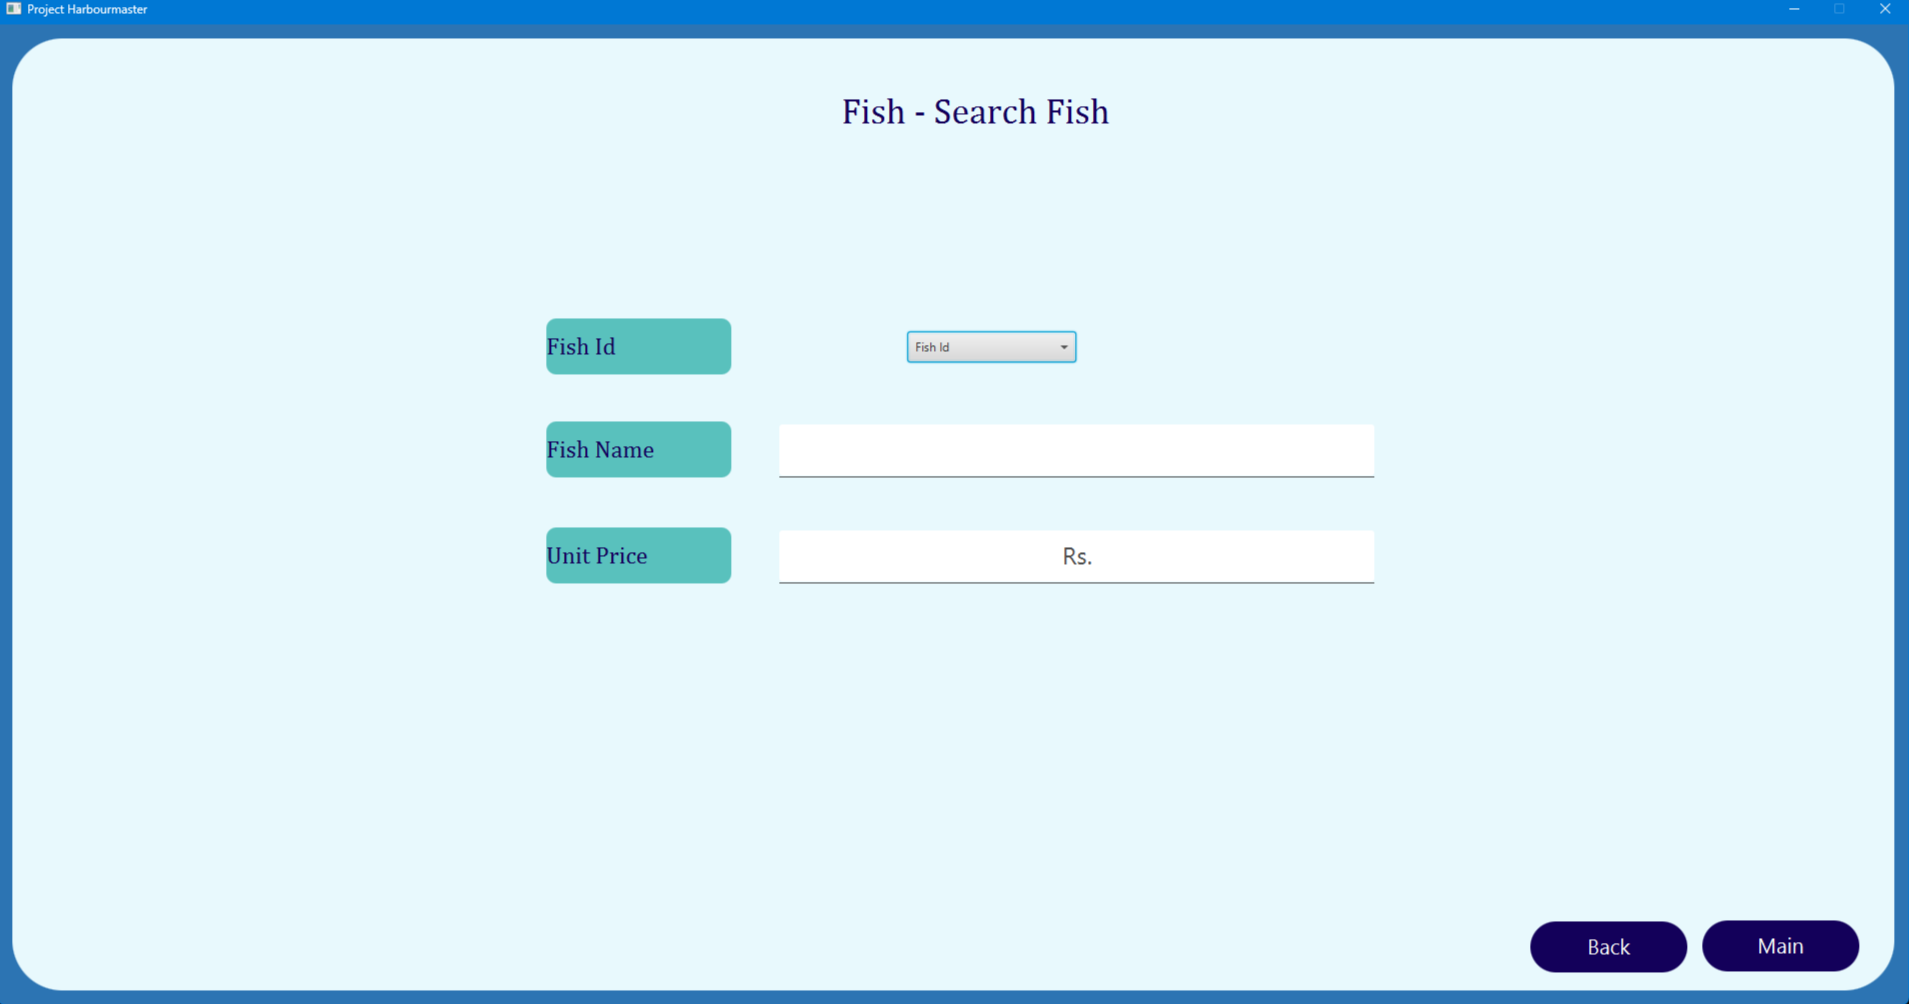 Project Harbourmaster
Fish - Search Fish
Fish Id
Fish Id
Fish Name
Unit Price
Rs.
Back
Main